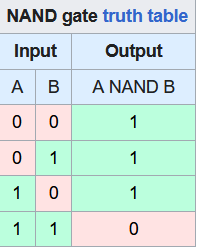 NAND gate truth table
Input Output
A B A NAND B
0 0 1
0 1 1
1 0 1
1 1 0